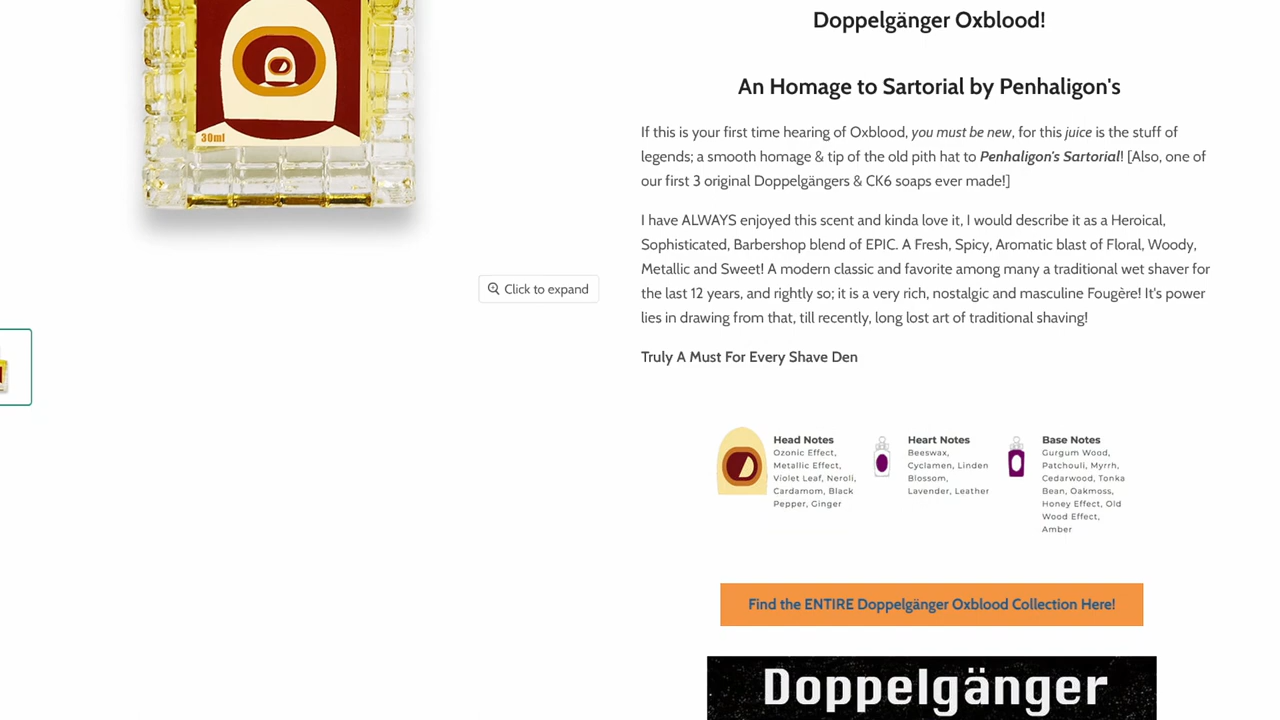 30ml
Click to expand
Doppelgänger Oxblood!
An Homage to Sartorial by Penhaligon's
If this is your first time hearing of Oxblood, you must be new, for this juice is the stuff of
legends; a smooth homage & tip of the old pith hat to Penhaligon's Sartorial! [Also, one of
our first 3 original Doppelgängers & CK6 soaps ever made!]
I have ALWAYS enjoyed this scent and kinda love it, I would describe it as a Heroical,
Sophisticated, Barbershop blend of EPIC. A Fresh, Spicy, Aromatic blast of Floral, Woody,
Metallic and Sweet! A modern classic and favorite among many a traditional wet shaver for
the last 12 years, and rightly so; it is a very rich, nostalgic and masculine Fougère! It's power
lies in drawing from that, till recently, long lost art of traditional shaving!
Truly A Must For Every Shave Den
Head Notes
Ozonic Effect,
Metallic Effect,
Violet Leaf, Neroli,
Cardamom, Black
Pepper, Ginger
Heart Notes
Beeswax,
Cyclamen, Linden
Blossom,
Lavender, Leather
Base Notes
Gurgum Wood,
Patchouli, Myrrh,
Cedarwood, Tonka
Bean, Oakmoss,
Honey Effect, Old
Wood Effect,
Amber
Find the ENTIRE Doppelgänger Oxblood Collection Here!
Doppelgänger